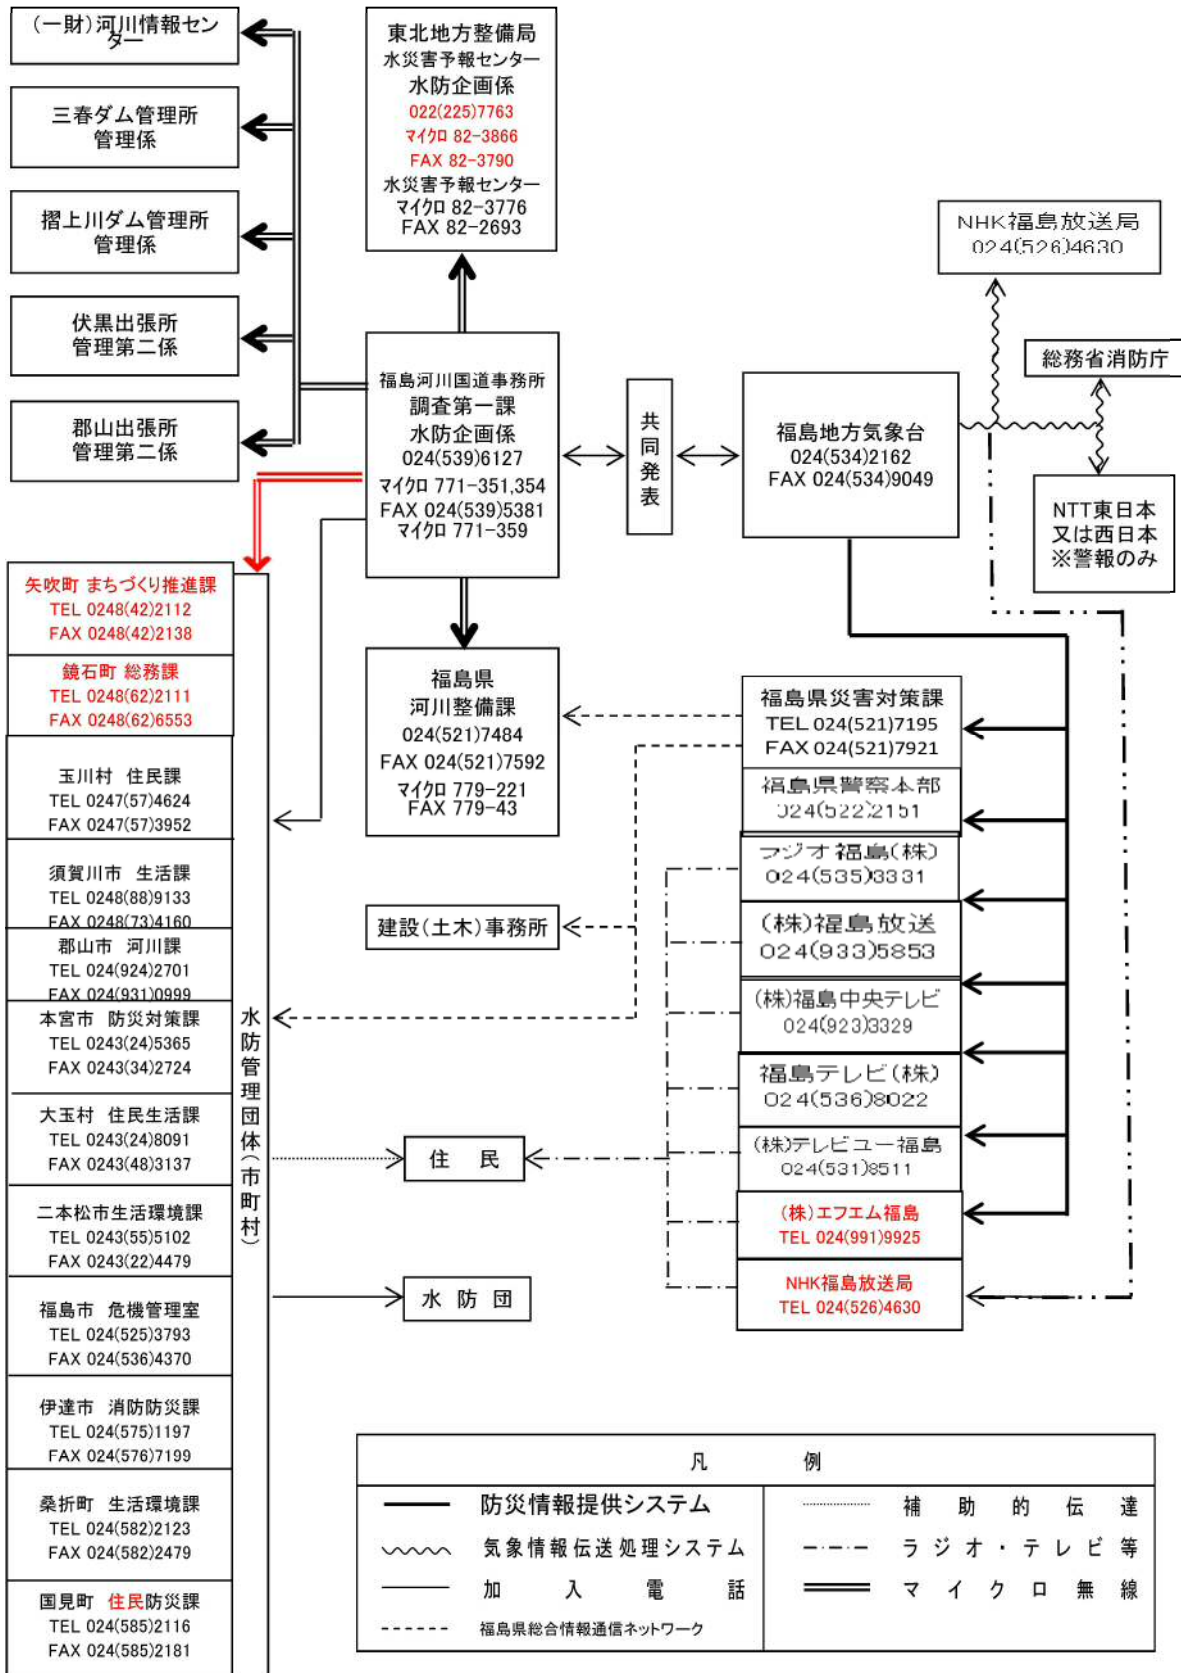 (一財)河川情報セン
ター
三春ダム管理所
管理係
摺上川ダム管理所
管理係
伏黒出張所
管理第二係
郡山出張所
管理第二係
東北地方整備局
水災害予報センター
水防企画係
022(225)7763
マイクロ 82-3866
FAX 82-3790
水災害予報センター
マイクロ 82-3776
FAX 82-2693
福島河川国道事務所
調査第一課
水防企画係
024(539)6127
マイクロ 771-351,354
FAX 024(539)5381
マイクロ 771-359
共同発表
福島地方気象台
024(534)2162
FAX 024(534)9049
NHK福島放送局
024(526)4630
総務省消防庁
NTT東日本
又は西日本
※警報のみ
矢吹町 まちづくり推進課
TEL 0248(42)2112
FAX 0248(42)2138
鏡石町 総務課
TEL 0248(62)2111
FAX 0248(62)6553
玉川村 住民課
TEL 0247(57)4624
FAX 0247(57)3952
須賀川市 生活課
TEL 0248(88)9133
FAX 0248(73)4160
郡山市 河川課
TEL 024(924)2701
FAX 024(931)0999
本宮市 防災対策課
TEL 0243(24)5365
FAX 0243(34)2724
大玉村 住民生活課
TEL 0243(24)8091
FAX 0243(48)3137
二本松市生活環境課
TEL 0243(55)5102
FAX 0243(22)4479
福島市 危機管理室
TEL 024(525)3793
FAX 024(536)4370
伊達市 消防防災課
TEL 024(575)1197
FAX 024(576)7199
桑折町 生活環境課
TEL 024(582)2123
FAX 024(582)2479
国見町 住民防災課
TEL 024(585)2116
FAX 024(585)2181
水防管理団体(市町村)
福島県
河川整備課
024(521)7484
FAX 024(521)7592
マイクロ 779-221
FAX 779-43
建設(土木)事務所
住 民
水 防 団
福島県災害対策課
TEL 024(521)7195
FAX 024(521)7921
福島県警察本部
024(522)2151
ラジオ福島(株)
024(535)3331
(株)福島放送
024(933)5853
(株)福島中央テレビ
024(923)3329
福島テレビ(株)
024(536)8022
(株)テレビユー福島
024(531)8511
(株)エフエム福島
TEL 024(991)9925
NHK福島放送局
TEL 024(526)4630
凡 例
防災情報提供システム
気象情報伝送処理システム
加 入 電 話
福島県総合情報通信ネットワーク
補 助 的 伝 達
ラ ジ オ ・ テ レ ビ 等
マ イ ク ロ 無 線